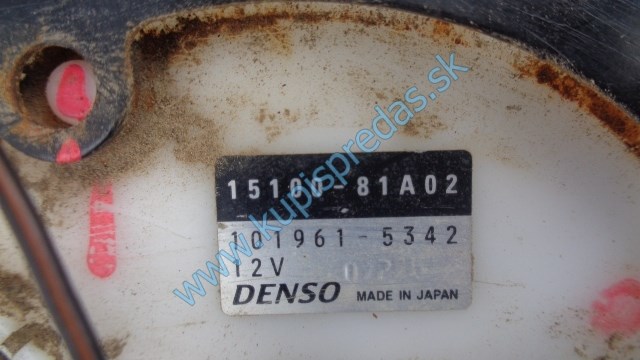 15100-81A02
101961-5342
12V
DENSO MADE IN JAPAN
www.kupispredas.sk